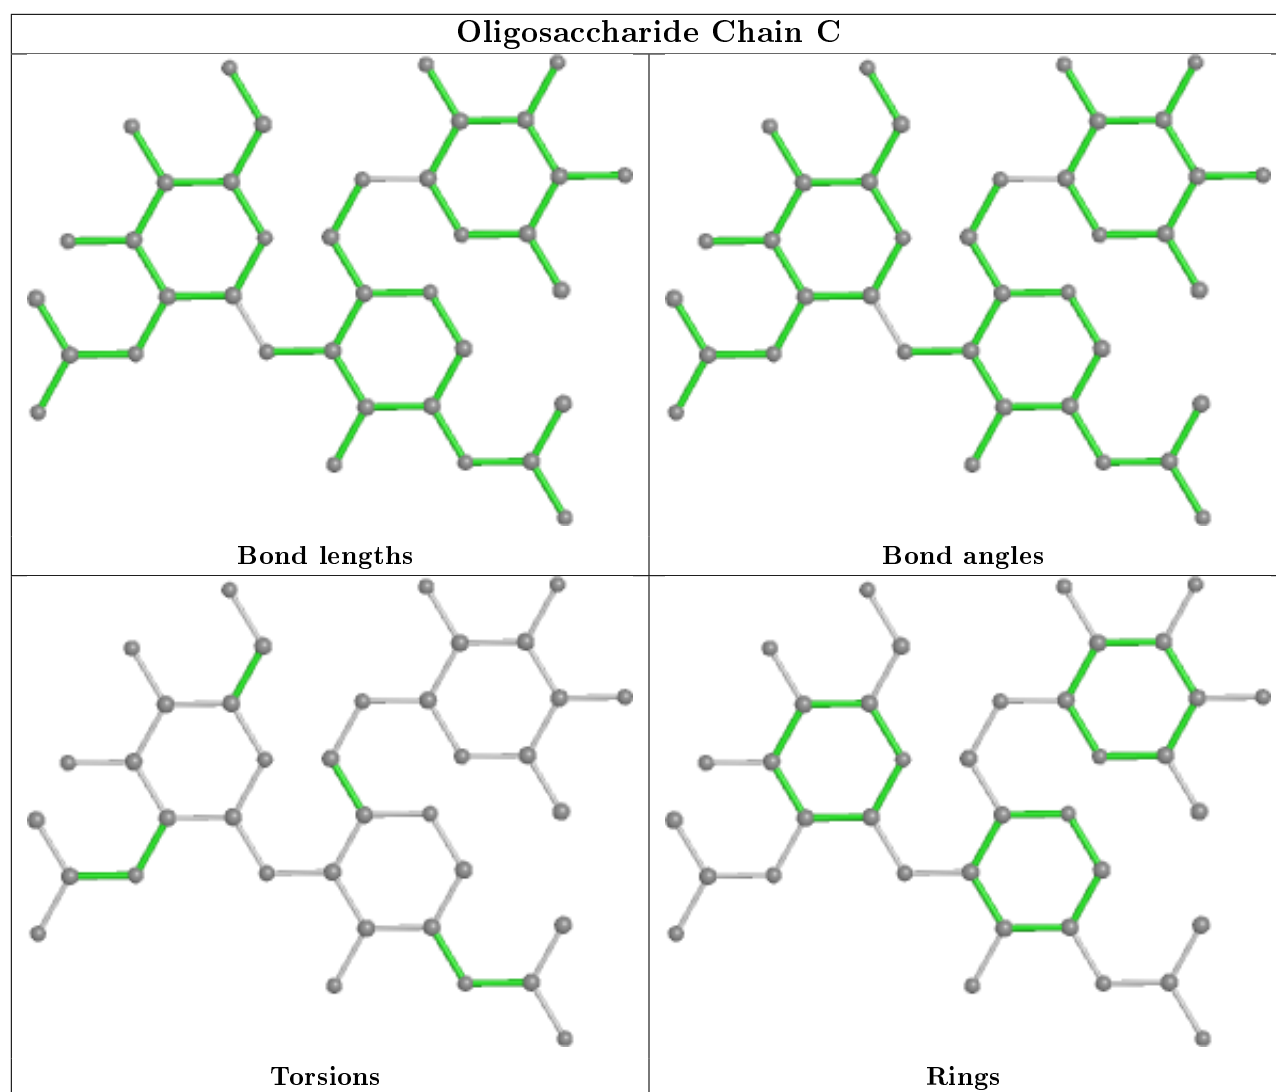 Oligosaccharide Chain C
Bond lengths
Bond angles
Torsions
Rings